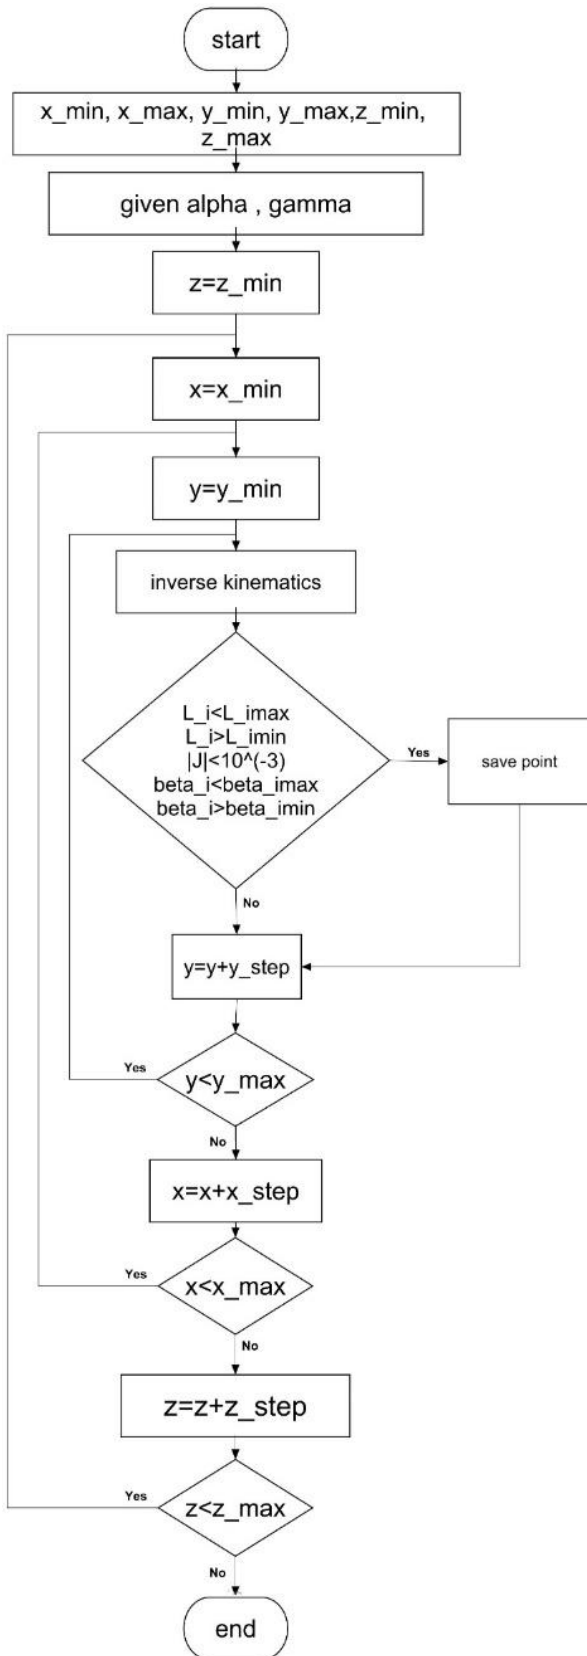 start
x_min, x_max, y_min, y_max,z_min,
z_max
given alpha , gamma
z=z_min
x=x_min
y=y_min
inverse kinematics
L_i<L_imax
L_i>L_imin
|J|<10^(-3)
beta_i<beta_imax
beta_i>beta_imin
Yes
save point
No
y=y+y_step
Yes
y<y_max
No
x=x+x_step
Yes
x<x_max
No
z=z+z_step
Yes
z<z_max
No
end